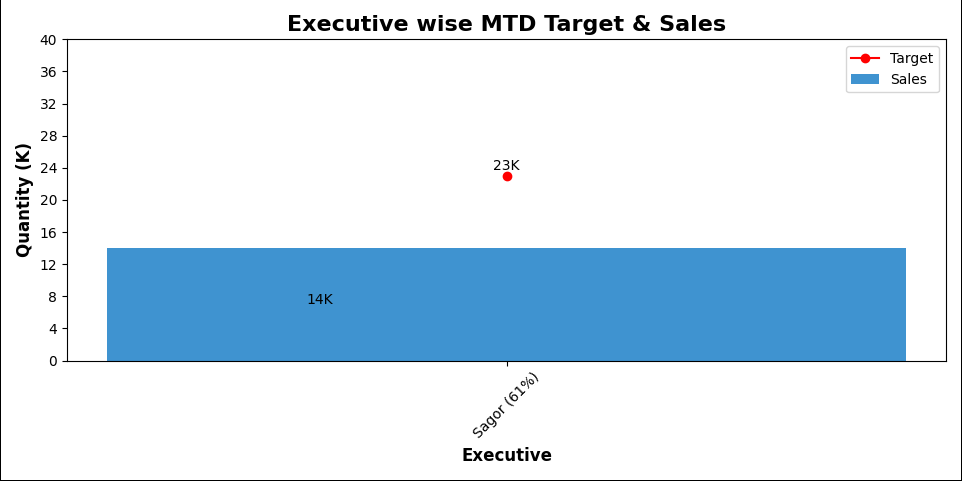 Executive wise MTD Target & Sales
Quantity (K)
40
36
32
28
24
20
16
12
8
4
0
Target
Sales
23K
14K
Sagor (61%)
Executive